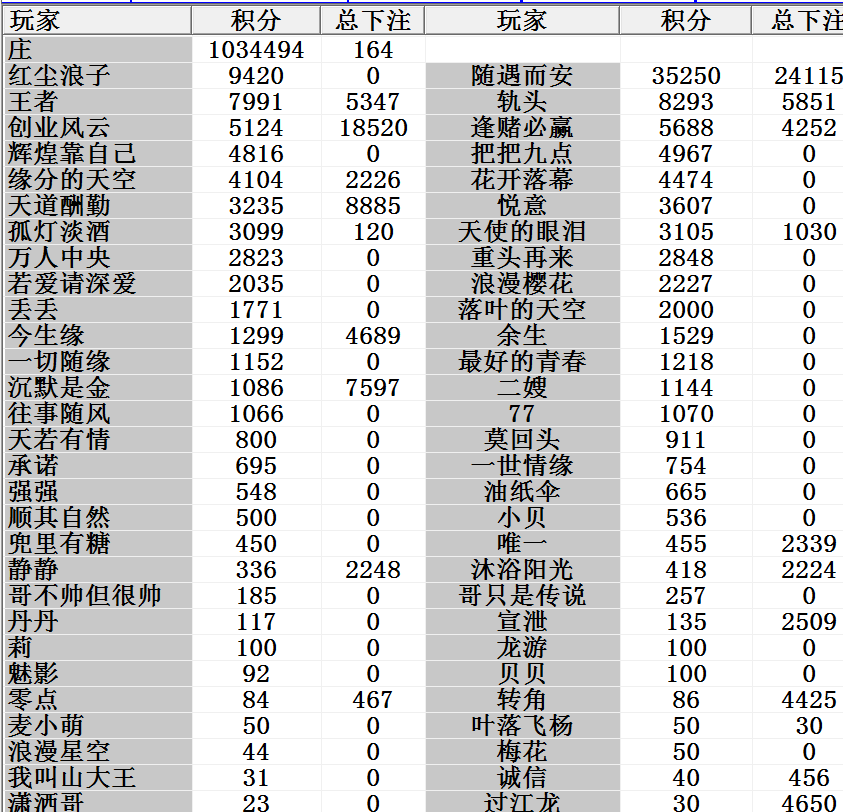 玩家 积分 总下注 玩家 积分 总下注
庄 1034494 164
红尘浪子 9420 0 随遇而安 35250 24115
王者 7991 5347 轨头 8293 5851
创业风云 5124 18520 逢赌必赢 5688 4252
辉煌靠自己 4816 0 把把九点 4967 0
缘分的天空 4104 2226 花开落幕 4474 0
天道酬勤 3235 8885 悦意 3607 0
孤灯淡酒 3099 120 天使的眼泪 3105 1030
万人中央 2823 0 重头再来 2848 0
若爱请深爱 2035 0 浪漫樱花 2227 0
丢丢 1771 0 落叶的天空 2000 0
今生缘 1299 4689 余生 1529 0
一切随缘 1152 0 最好的青春 1218 0
沉默是金 1086 7597 二嫂 1144 0
往事随风 1066 0 77 1070 0
天若有情 800 0 莫回头 911 0
承诺 695 0 一世情缘 754 0
强强 548 0 油纸伞 665 0
顺其自然 500 0 小贝 536 0
兜里有糖 450 0 唯一 455 2339
静静 336 2248 沐浴阳光 418 2224
哥不帅但很帅 185 0 哥只是传说 257 0
丹丹 117 0 宣泄 135 2509
莉 100 0 龙游 100 0
魅影 92 0 贝贝 100 0
零点 84 467 转角 86 4425
麦小萌 50 0 叶落飞杨 50 30
浪漫星空 44 0 梅花 50 0
我叫山大王 31 0 诚信 40 456
潇洒哥 23 0 过江龙 30 4650